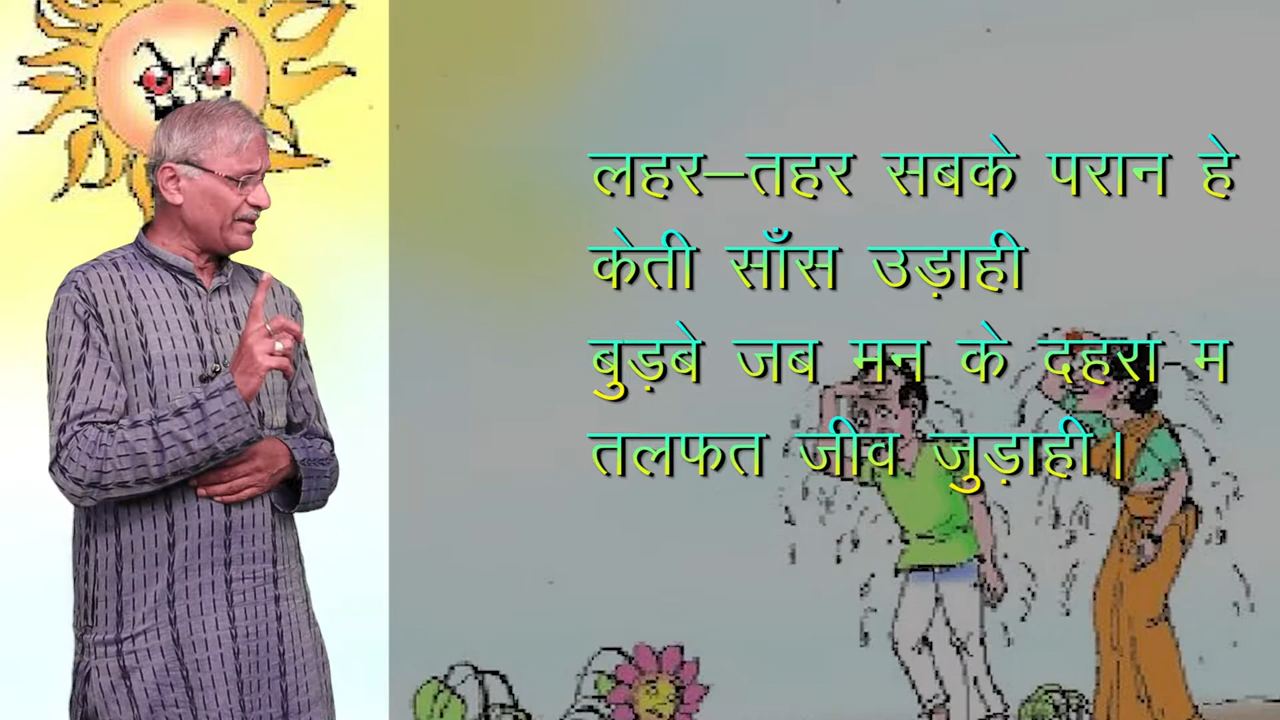 लहर–तहर सबके परान हे
केती साँस उड़ाही
बुड़बे जब मन के दहरा म
तलफत जीव जुड़ाही।